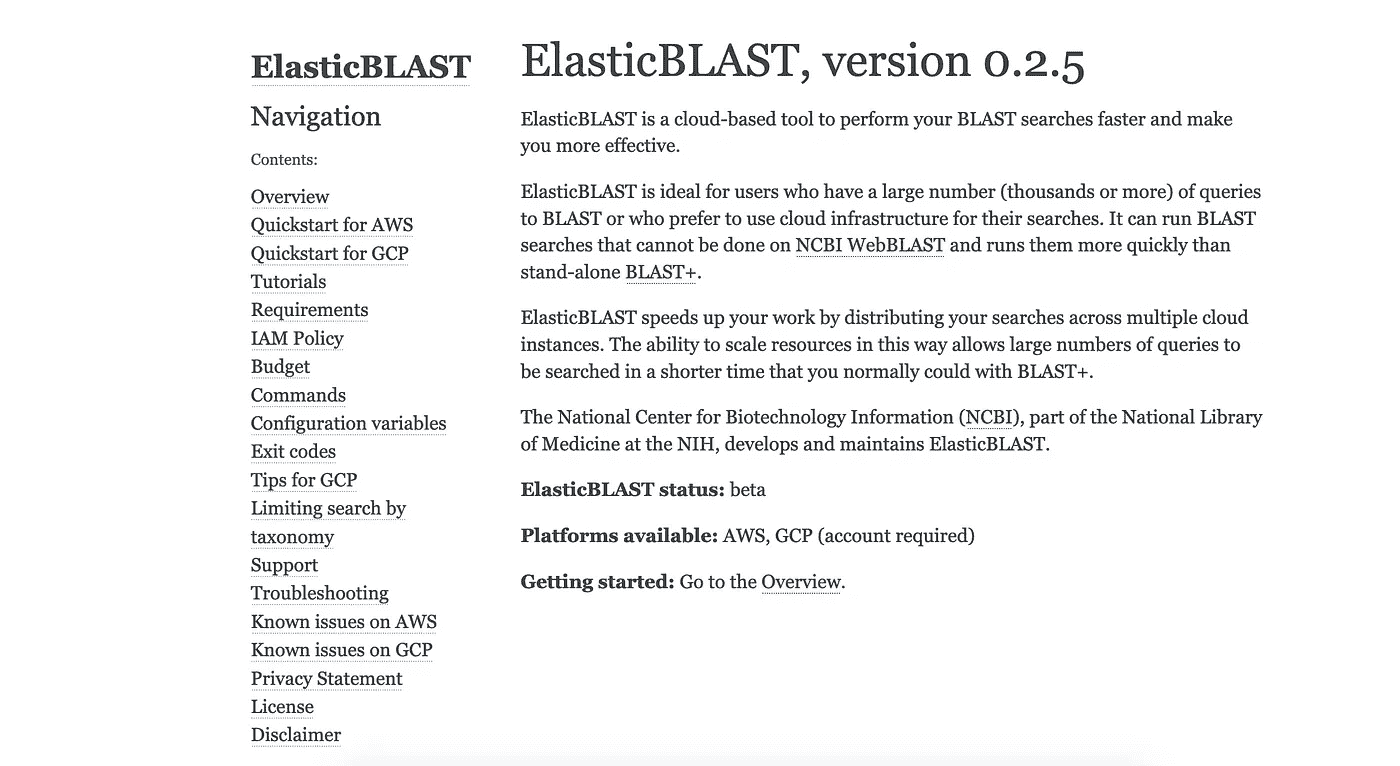 ElasticBLAST
Navigation
Contents:
Overview
Quickstart for AWS
Quickstart for GCP
Tutorials
Requirements
IAM Policy
Budget
Commands
Configuration variables
Exit codes
Tips for GCP
Limiting search by
taxonomy
Support
Troubleshooting
Known issues on AWS
Known issues on GCP
Privacy Statement
License
Disclaimer
ElasticBLAST, version 0.2.5
ElasticBLAST is a cloud-based tool to perform your BLAST searches faster and make
you more effective.
ElasticBLAST is ideal for users who have a large number (thousands or more) of queries
to BLAST or who prefer to use cloud infrastructure for their searches. It can run BLAST
searches that cannot be done on NCBI WebBLAST and runs them more quickly than
stand-alone BLAST+.
ElasticBLAST speeds up your work by distributing your searches across multiple cloud
instances. The ability to scale resources in this way allows large numbers of queries to
be searched in a shorter time that you normally could with BLAST+.
The National Center for Biotechnology Information (NCBI), part of the National Library
of Medicine at the NIH, develops and maintains ElasticBLAST.
ElasticBLAST status: beta
Platforms available: AWS, GCP (account required)
Getting started: Go to the Overview.